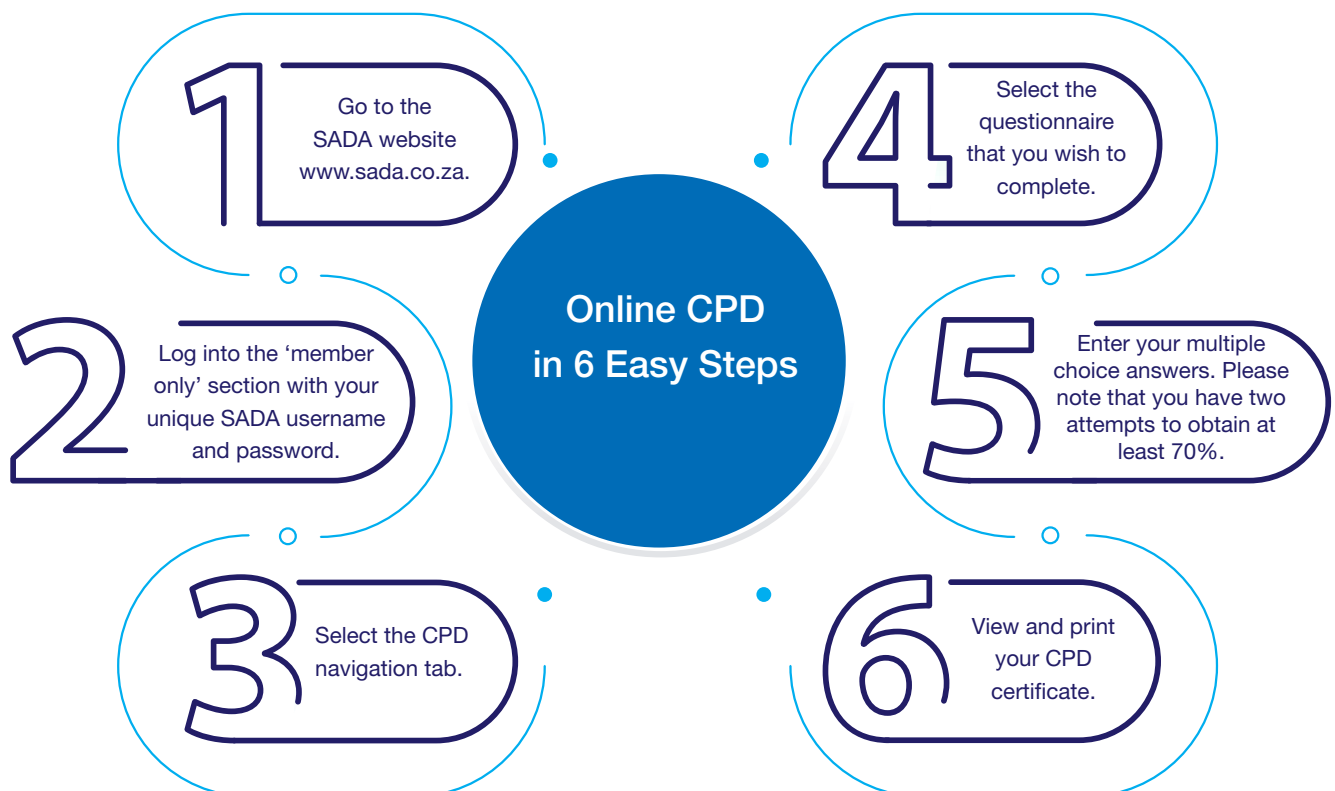 Online CPD
in 6 Easy Steps
1
Go to the
SADA website
www.sada.co.za.
2
Log into the ‘member
only’ section with your
unique SADA username
and password.
3
Select the CPD
navigation tab.
4
Select the
questionnaire
that you wish to
complete.
5
Enter your multiple
choice answers. Please
note that you have two
attempts to obtain at
least 70%.
6
View and print
your CPD
certificate.